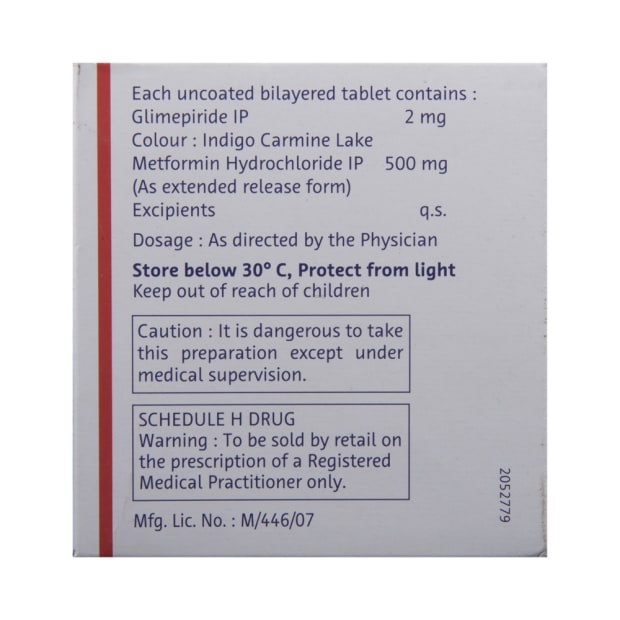 Each uncoated bilayered tablet contains :
Glimepiride IP 2 mg
Colour : Indigo Carmine Lake
Metformin Hydrochloride IP 500 mg
(As extended release form)
Excipients q.s.
Dosage : As directed by the Physician
Store below 30° C, Protect from light
Keep out of reach of children
Caution : It is dangerous to take
this preparation except under
medical supervision.
SCHEDULE H DRUG
Warning : To be sold by retail on
the prescription of a Registered
Medical Practitioner only.
Mfg. Lic. No. : M/446/07
2052779